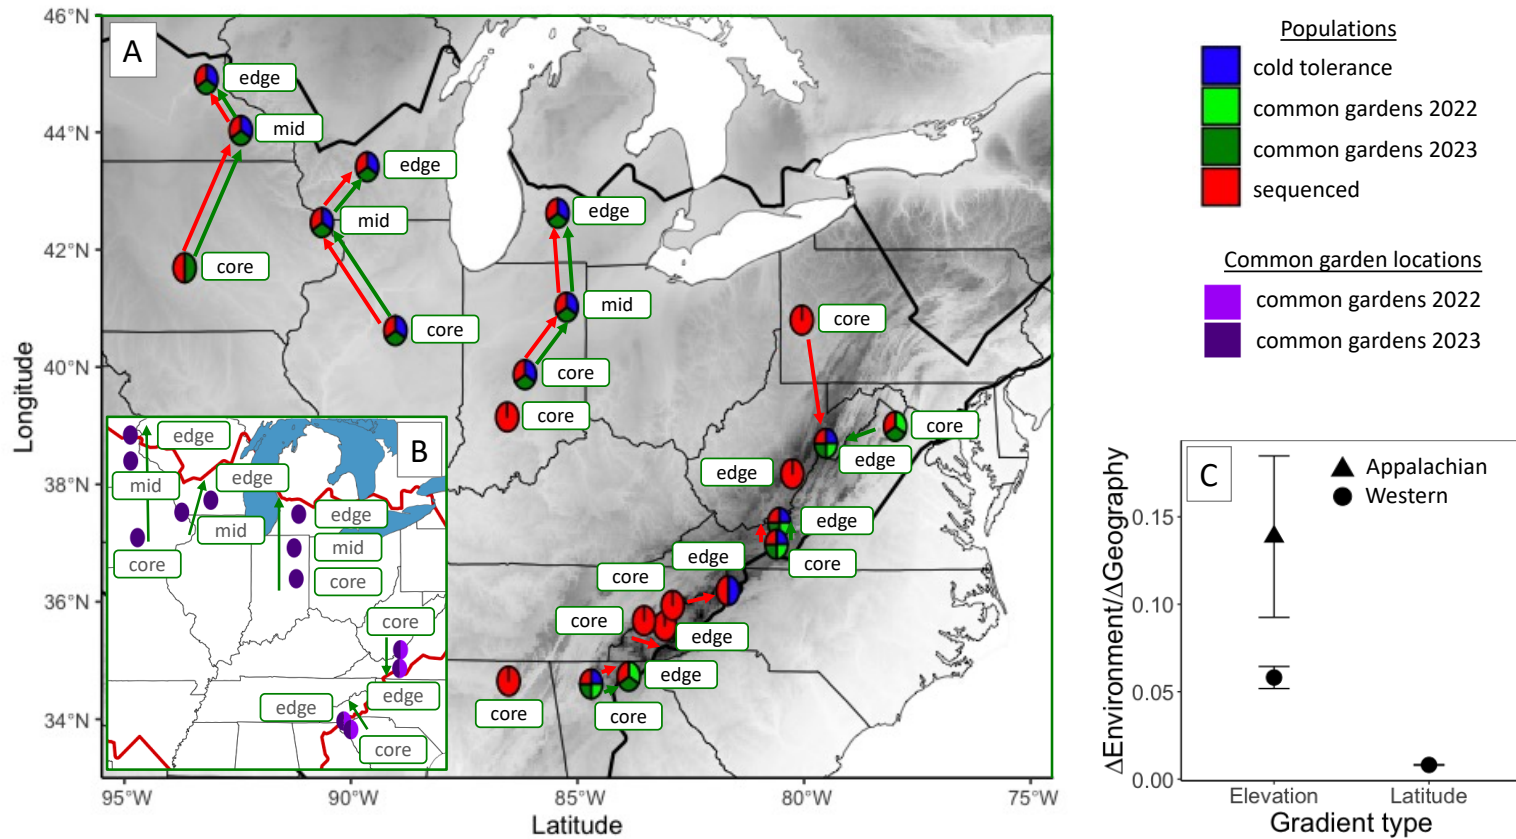 46°N
44°N
42°N
40°N
38°N
36°N
34°N
Longitude
A
edge
mid
core
edge
mid
core
edge
mid
core
core
core
core
edge
edge
edge
core
edge
core
core
edge
edge
core
core
B
edge
mid
core
edge
mid
edge
mid
core
core
edge
edge
core
95°W
90°W
85°W
80°W
75°W
Latitude
Populations
cold tolerance
common gardens 2022
common gardens 2023
sequenced
Common garden locations
common gardens 2022
common gardens 2023
C
Appalachian
Western
ΔEnvironment/ΔGeography
0.15
0.10
0.05
0.00
Elevation
Latitude
Gradient type